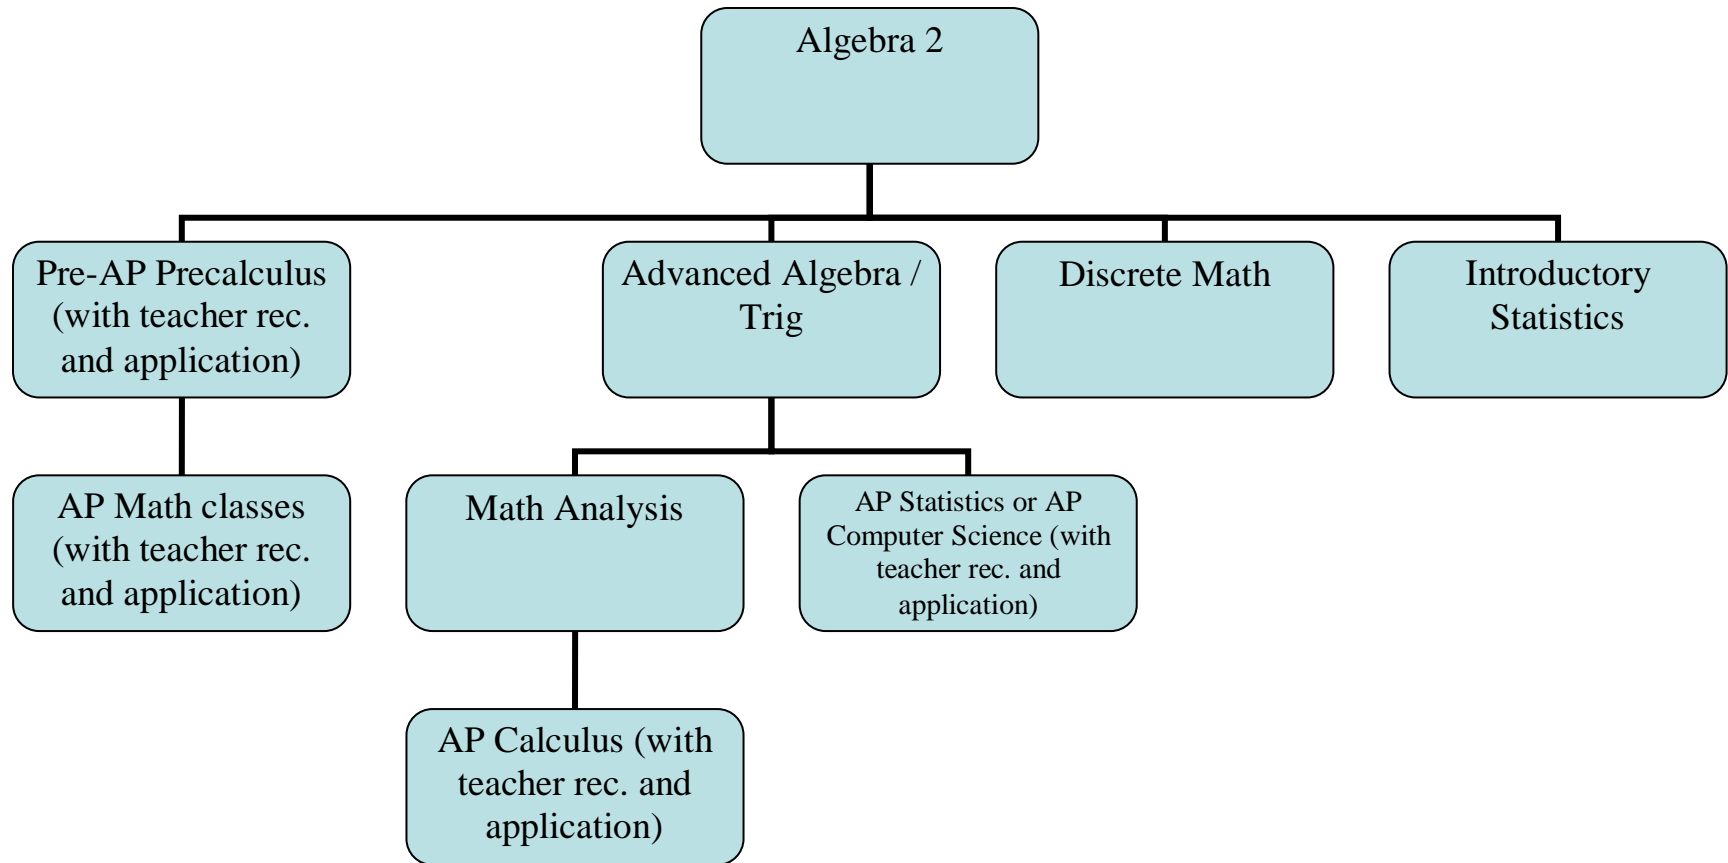 Algebra 2
Pre-AP Precalculus
(with teacher rec.
and application)
Advanced Algebra /
Trig
Discrete Math
Introductory
Statistics
AP Math classes
(with teacher rec.
and application)
Math Analysis
AP Statistics or AP
Computer Science (with
teacher rec. and
application)
AP Calculus (with
teacher rec. and
application)